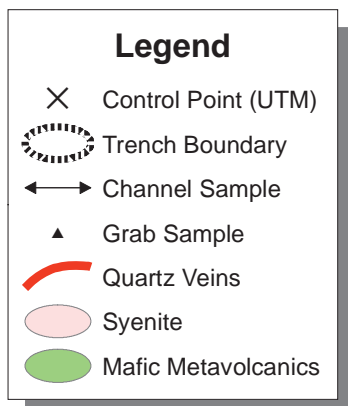 Legend
Control Point (UTM)
Trench Boundary
Channel Sample
Grab Sample
Quartz Veins
Syenite
Mafic Metavolcanics